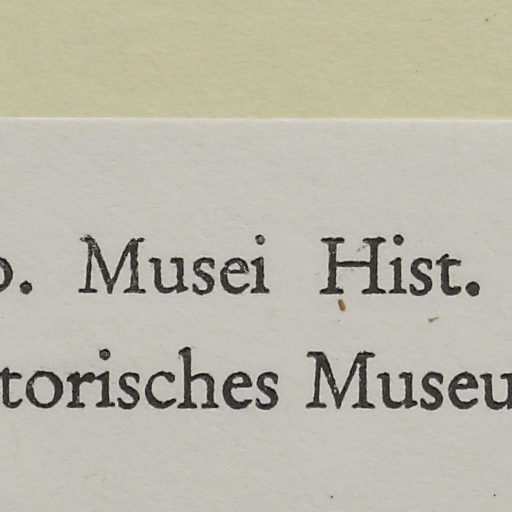 . Musei Hist.
torisches Museu